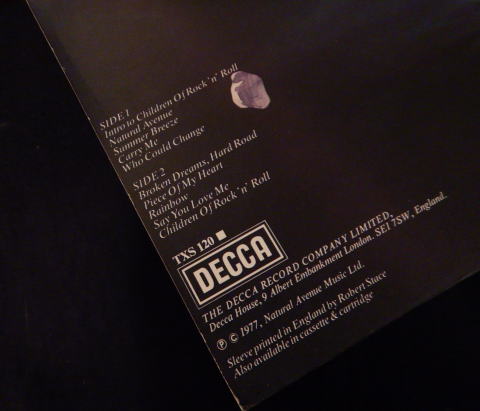 SIDE 1
Intro to Children Of Rock 'n' Roll
Natural Avenue
Summer Breeze
Carry Me
Who Could Change
SIDE 2
Broken Dreams, Hard Road
Piece Of My Heart
Rainbow
Say You Love Me
Children Of Rock 'n' Roll
TXS 120 ■
DECCA
THE DECCA RECORD COMPANY LIMITED,
Decca House, 9 Albert Embankment London. SE1 7SW, England.
℗ © 1977, Natural Avenue Music Ltd.
Sleeve printed in England by Robert Stace
Also available in cassette & cartridge